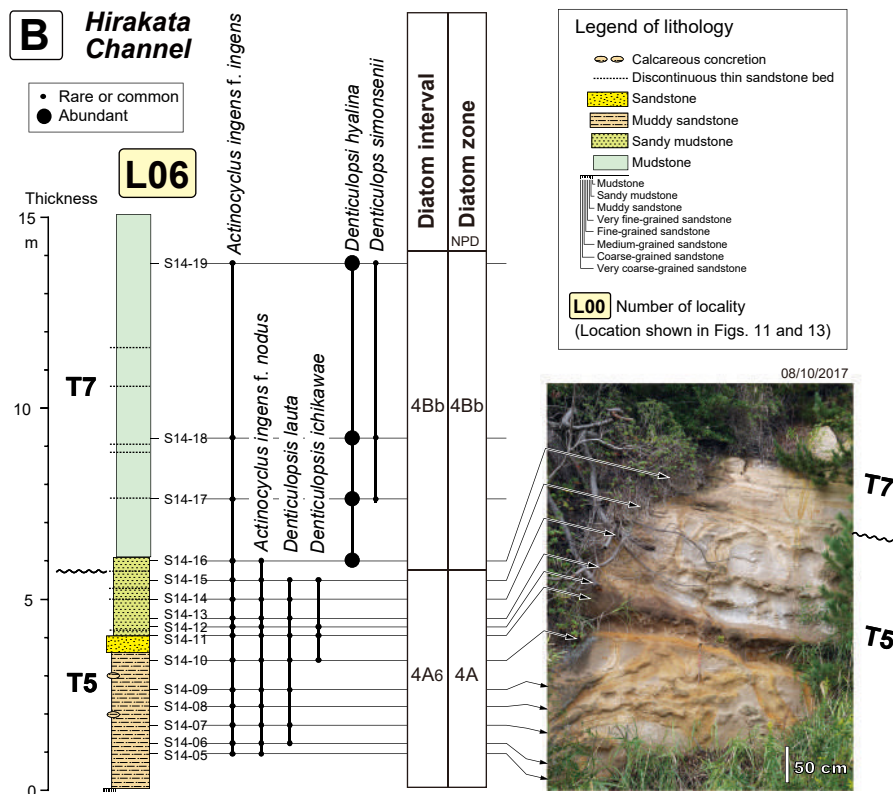 B
Hirakata
Channel
Rare or common
Abundant
L06
Thickness
15
m
10
5
0
T7
T5
Actinocyclus ingens f. ingens
Actinocyclus ingens f. nodus
Denticulopsis lauta
Denticulopsis ichikawae
Denticulopsi hyalina
Denticulops simonsenii
Diatom interval
Diatom zone
NPD
S14-19
S14-18
S14-17
S14-16
S14-15
S14-14
S14-13
S14-12
S14-11
S14-10
S14-09
S14-08
S14-07
S14-06
S14-05
4Bb
4Bb
4A6
4A
Legend of lithology
Calcareous concretion
Discontinuous thin sandstone bed
Sandstone
Muddy sandstone
Sandy mudstone
Mudstone
Mudstone
Sandy mudstone
Muddy sandstone
Very fine-grained sandstone
Fine-grained sandstone
Medium-grained sandstone
Coarse-grained sandstone
Very coarse-grained sandstone
L00 Number of locality
(Location shown in Figs. 11 and 13)
08/10/2017
T7
T5
50 cm